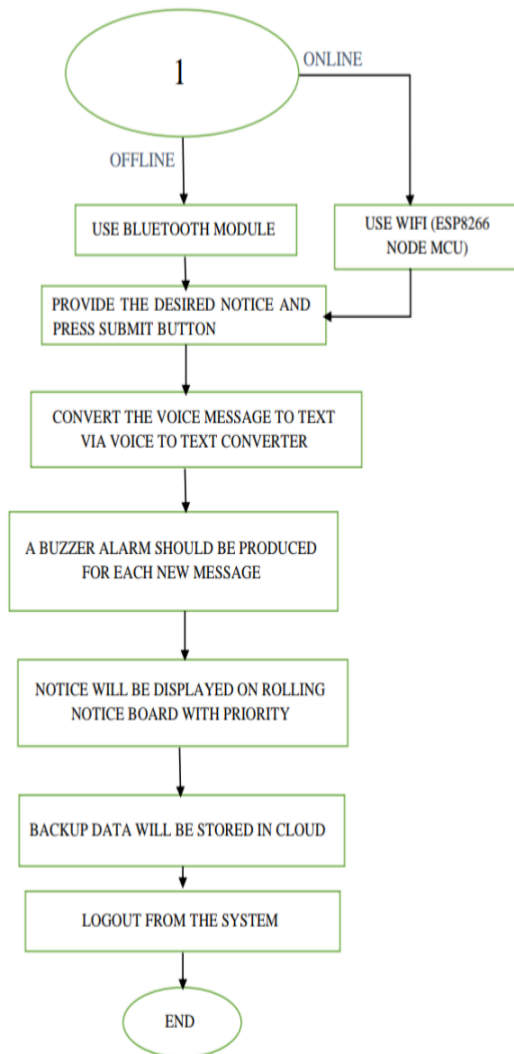 1
ONLINE
OFFLINE
USE BLUETOOTH MODULE
USE WIFI (ESP8266
NODE MCU)
PROVIDE THE DESIRED NOTICE AND
PRESS SUBMIT BUTTON
CONVERT THE VOICE MESSAGE TO TEXT
VIA VOICE TO TEXT CONVERTER
A BUZZER ALARM SHOULD BE PRODUCED
FOR EACH NEW MESSAGE
NOTICE WILL BE DISPLAYED ON ROLLING
NOTICE BOARD WITH PRIORITY
BACKUP DATA WILL BE STORED IN CLOUD
LOGOUT FROM THE SYSTEM
END